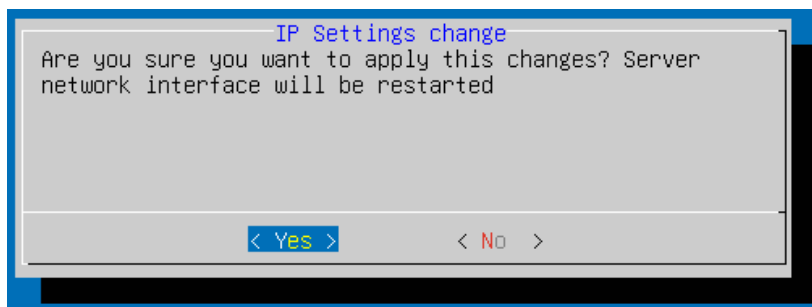 IP Settings change
Are you sure you want to apply this changes? Server
network interface will be restarted
< Yes > < No >